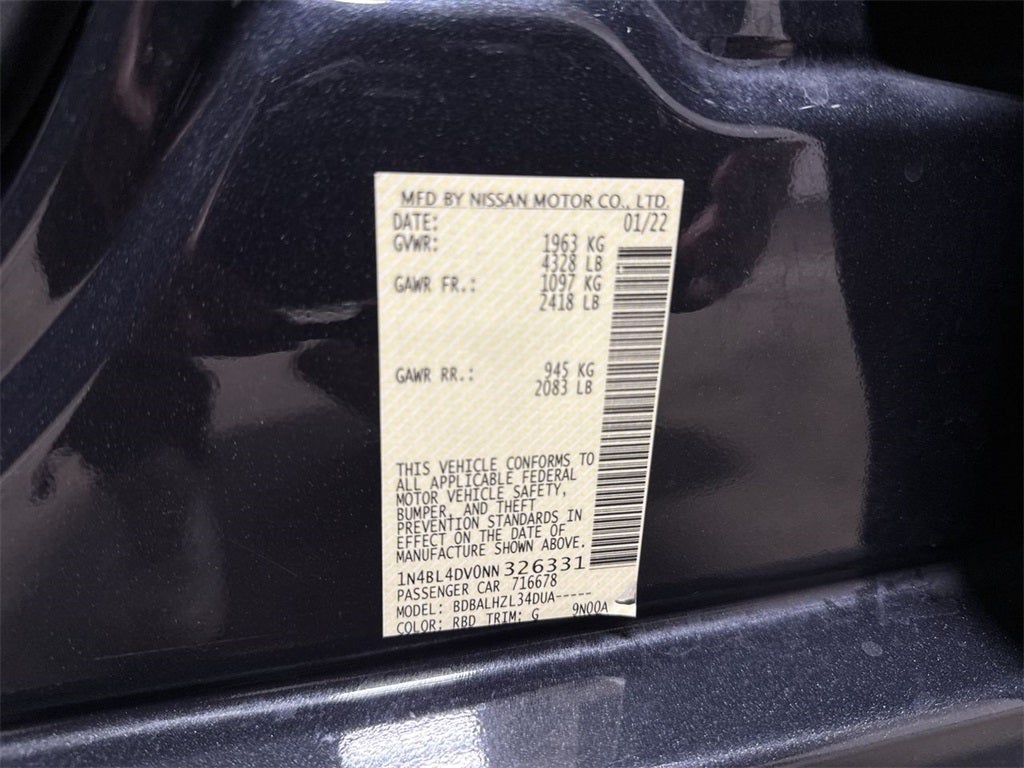 MFD BY NISSAN MOTOR CO., LTD.
DATE: 01/22
GVWR: 1963 KG
4328 LB
GAWR FR.: 1097 KG
2418 LB
GAWR RR.: 945 KG
2083 LB
THIS VEHICLE CONFORMS TO
ALL APPLICABLE FEDERAL
MOTOR VEHICLE SAFETY,
BUMPER, AND THEFT
PREVENTION STANDARDS IN
EFFECT ON THE DATE OF
MANUFACTURE SHOWN ABOVE.
1N4BL4DV0NN326331
PASSENGER CAR 716678
MODEL: BDBALHZL34DUA-----
COLOR: RBD TRIM: G 9N00A